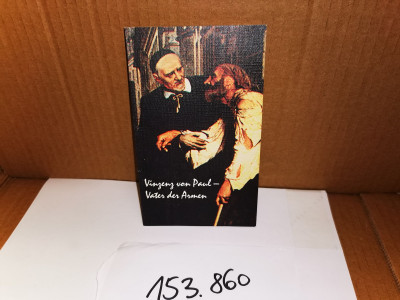 Vinzenz von Paul –
Vater der Armen
153.860